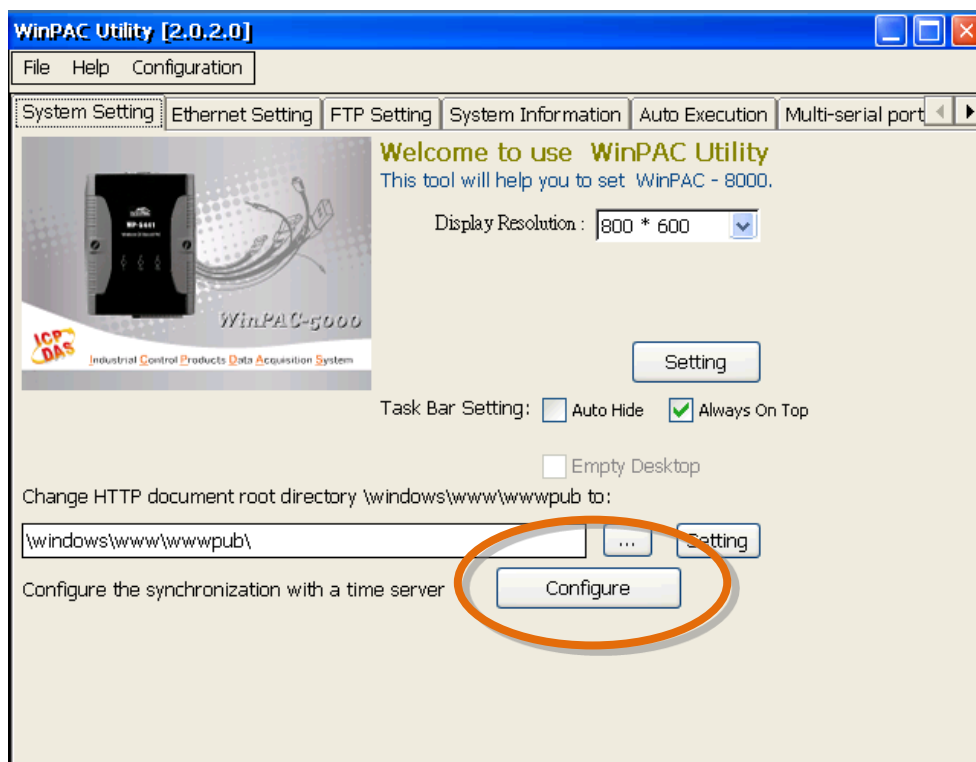 WinPAC Utility [2.0.2.0]
File Help Configuration
System Setting Ethernet Setting FTP Setting System Information Auto Execution Multi-serial port
Welcome to use WinPAC Utility
This tool will help you to set WinPAC - 8000.
Display Resolution : 800 * 600
WP-5441
WinPAC-5000
ICP DAS
Industrial Control Products Data Acquisition System
Setting
Task Bar Setting: Auto Hide Always On Top
Empty Desktop
Change HTTP document root directory \windows\www\wwwpub to:
\windows\www\wwwpub\ ... Setting
Configure the synchronization with a time server Configure